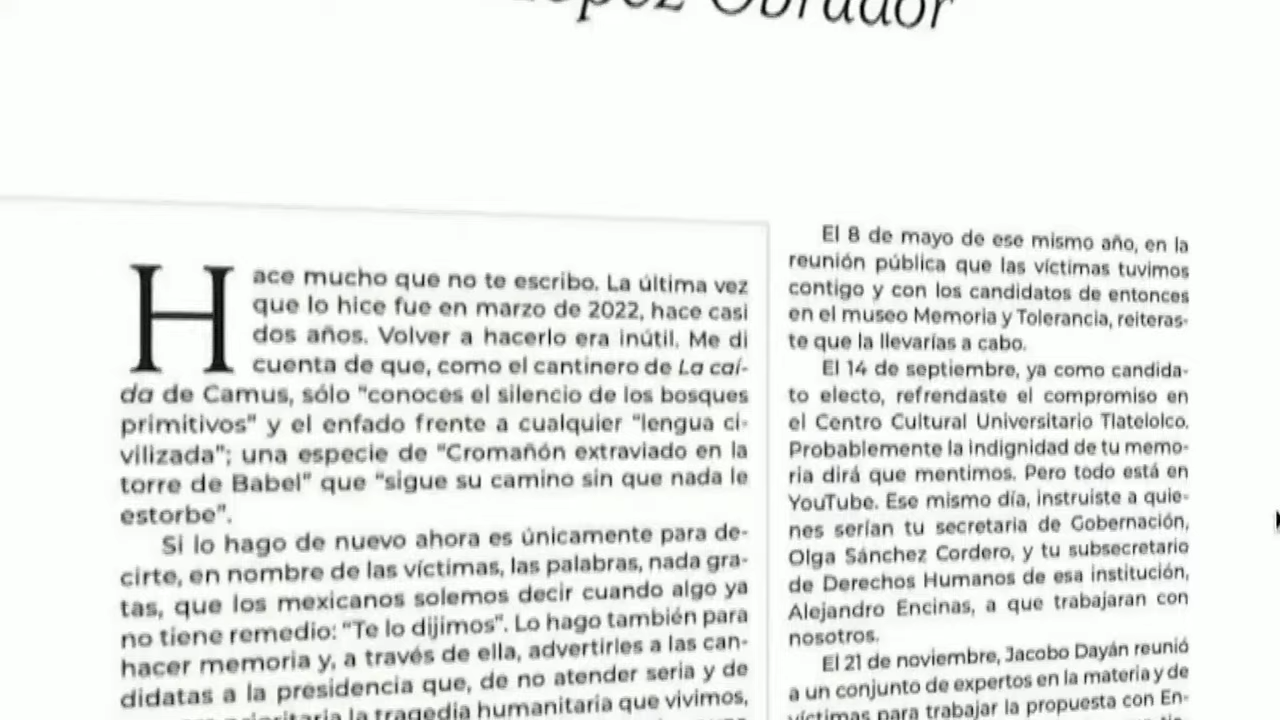 López Obrador
Hace mucho que no te escribo. La última vez
que lo hice fue en marzo de 2022, hace casi
dos años. Volver a hacerlo era inútil. Me di
cuenta de que, como el cantinero de La caí-
da de Camus, sólo "conoces el silencio de los bosques
primitivos" y el enfado frente a cualquier "lengua ci-
vilizada"; una especie de "Cromañón extraviado en la
torre de Babel" que "sigue su camino sin que nada le
estorbe".
Si lo hago de nuevo ahora es únicamente para de-
cirte, en nombre de las víctimas, las palabras, nada gra-
tas, que los mexicanos solemos decir cuando algo ya
no tiene remedio: "Te lo dijimos". Lo hago también para
hacer memoria y, a través de ella, advertirles a las can-
didatas a la presidencia que, de no atender seria y de
prioritaria la tragedia humanitaria que vivimos,
El 8 de mayo de ese mismo año, en la
reunión pública que las víctimas tuvimos
contigo y con los candidatos de entonces
en el museo Memoria y Tolerancia, reiteras-
te que la llevarías a cabo.
El 14 de septiembre, ya como candida-
to electo, refrendaste el compromiso en
el Centro Cultural Universitario Tlatelolco.
Probablemente la indignidad de tu memo-
ria dirá que mentimos. Pero todo está en
YouTube. Ese mismo día, instruiste a quie-
nes serían tu secretaria de Gobernación,
Olga Sánchez Cordero, y tu subsecretario
de Derechos Humanos de esa institución,
Alejandro Encinas, a que trabajaran con
nosotros.
El 21 de noviembre, Jacobo Dayán reunió
a un conjunto de expertos en la materia y de
víctimas para trabajar la propuesta con En-